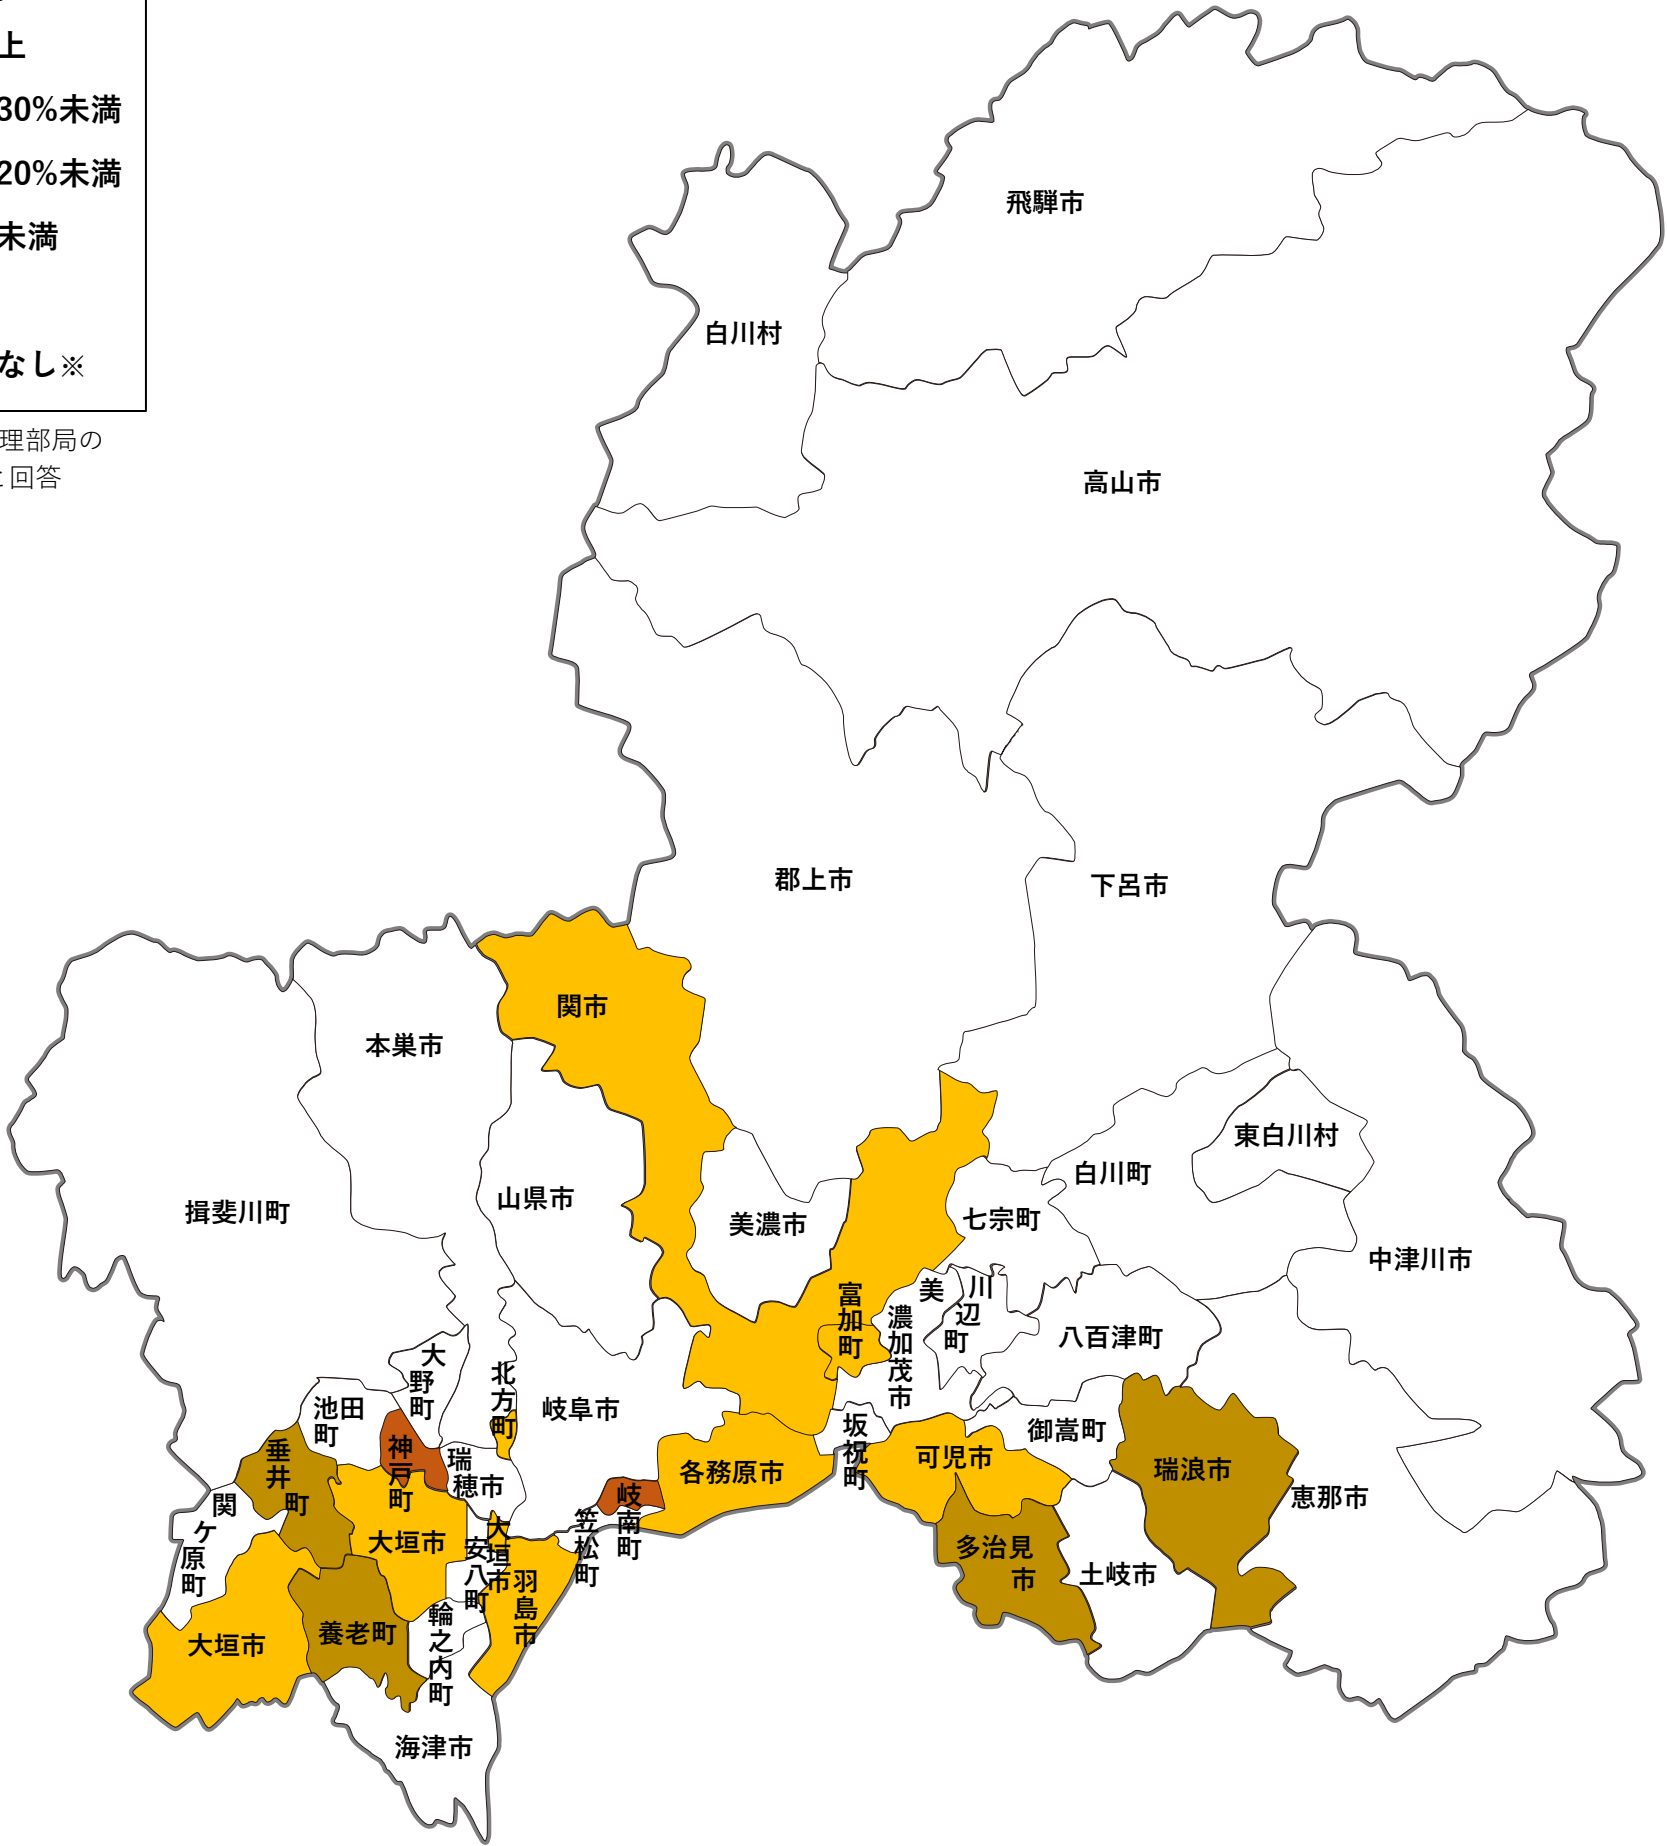 上
30%未満
20%未満
未満
なし※
理部局の
と回答
飛騨市
白川村
高山市
郡上市
下呂市
関市
本巣市
東白川村
白川町
山県市
揖斐川町
美濃市
七宗町
中津川市
富加町
美濃加茂市
川辺町
八百津町
大野町
北方町
池田町
岐阜市
坂祝町
御嵩町
神戸町
垂井町
瑞穂市
各務原市
可児市
瑞浪市
恵那市
関ケ原町
岐南町
笠松町
大垣市
大垣市
安八町
羽島市
多治見市
土岐市
輪之内町
養老町
大垣市
海津市